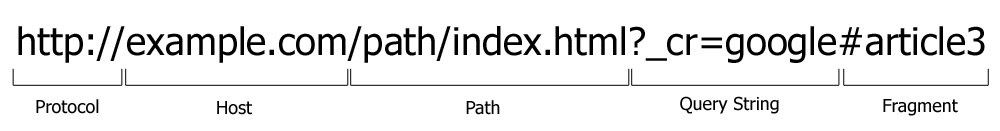 http://example.com/path/index.html?_cr=google#article3
Protocol Host Path Query String Fragment